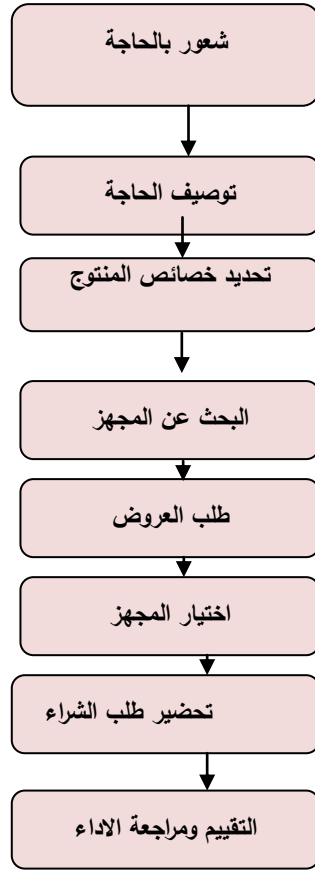 شعور بالحاجة
توصيف الحاجة
تحديد خصائص المنتوج
البحث عن المجهز
طلب العروض
اختيار المجهز
تحضير طلب الشراء
التقييم ومراجعة الاداء